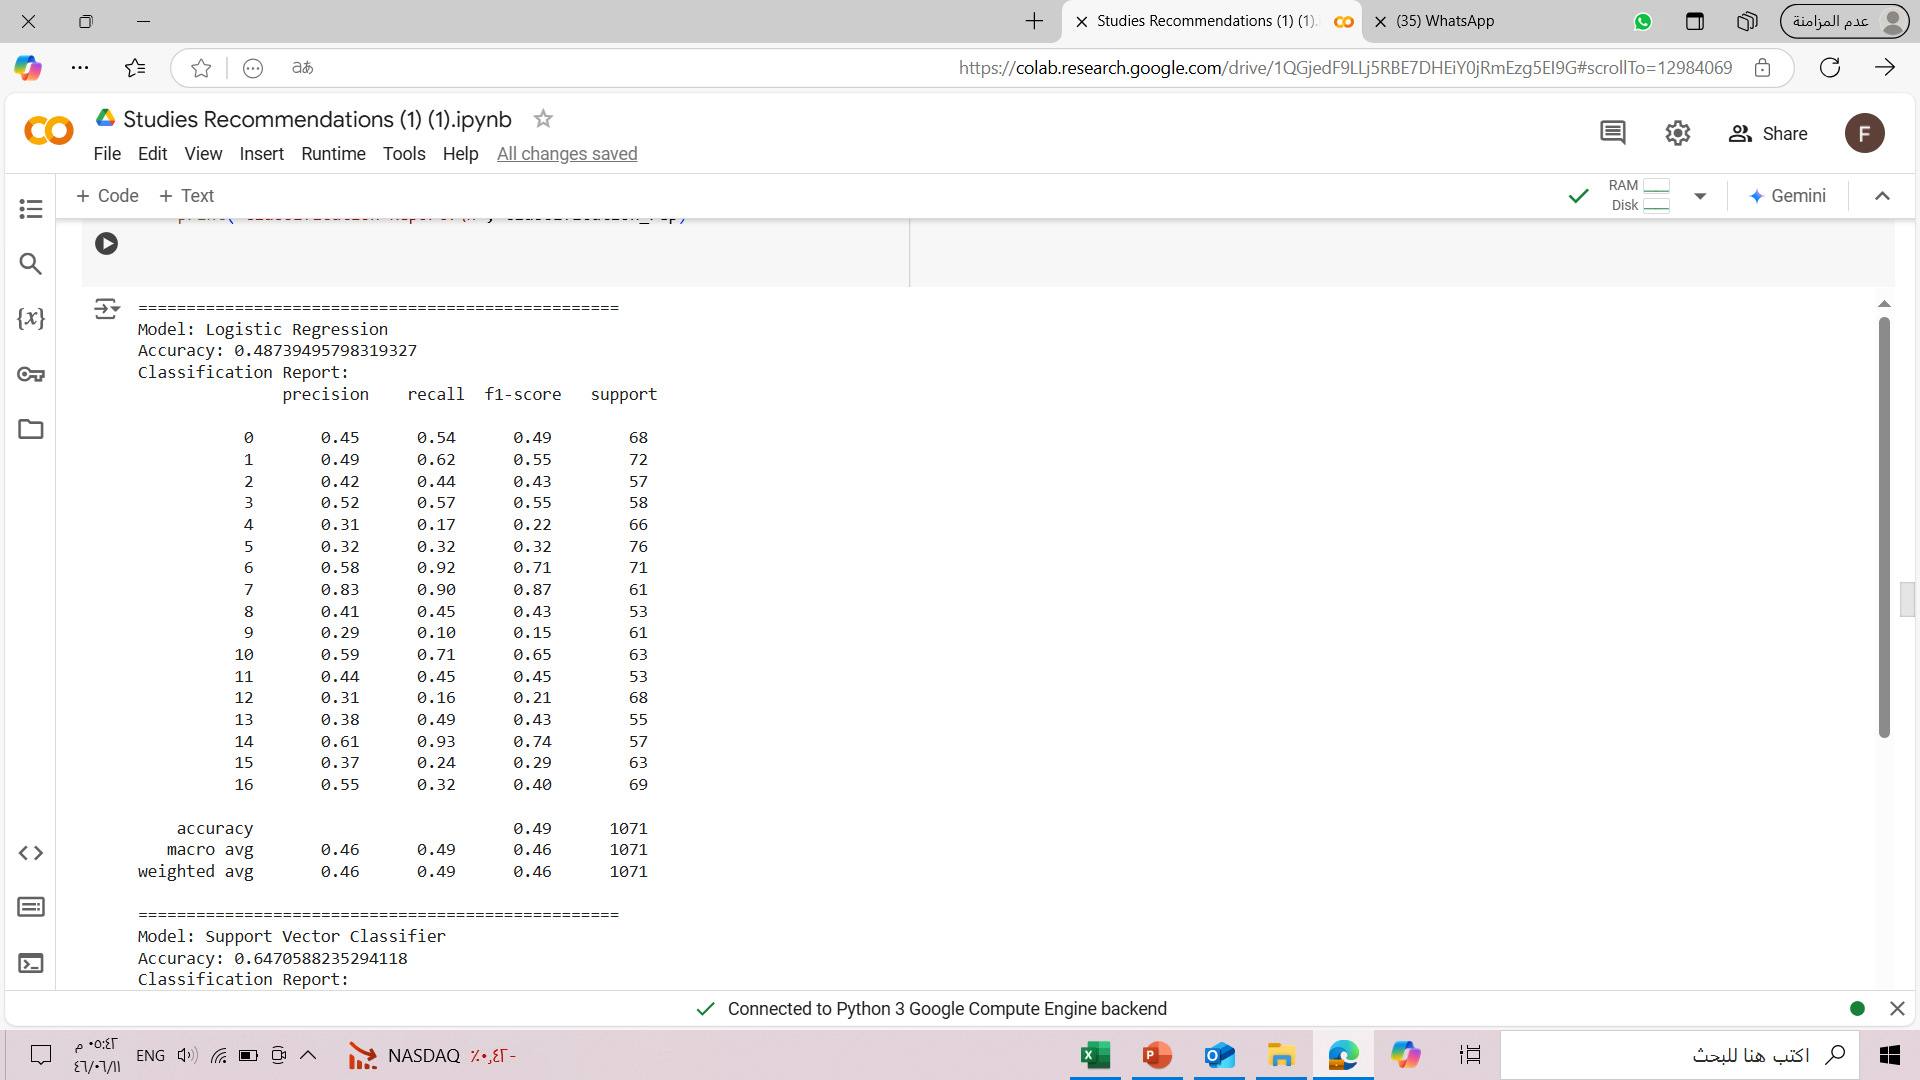 Studies Recommendations (1) (1).
(35) WhatsApp
عدم المزامنة
https://colab.research.google.com/drive/1QGjedF9LLj5RBE7DHEiY0jRmEzg5EI9G#scrollTo=12984069
Studies Recommendations (1) (1).ipynb
Share
F
File Edit View Insert Runtime Tools Help All changes saved
+ Code + Text
RAM
Disk
Gemini
==================================================
Model: Logistic Regression
Accuracy: 0.48739495798319327
Classification Report:
precision recall f1-score support
0 0.45 0.54 0.49 68
1 0.49 0.62 0.55 72
2 0.42 0.44 0.43 57
3 0.52 0.57 0.55 58
4 0.31 0.17 0.22 66
5 0.32 0.32 0.32 76
6 0.58 0.92 0.71 71
7 0.83 0.90 0.87 61
8 0.41 0.45 0.43 53
9 0.29 0.10 0.15 61
10 0.59 0.71 0.65 63
11 0.44 0.45 0.45 53
12 0.31 0.16 0.21 68
13 0.38 0.49 0.43 55
14 0.61 0.93 0.74 57
15 0.37 0.24 0.29 63
16 0.55 0.32 0.40 69
accuracy 0.49 1071
macro avg 0.46 0.49 0.46 1071
weighted avg 0.46 0.49 0.46 1071
==================================================
Model: Support Vector Classifier
Accuracy: 0.6470588235294118
Classification Report:
Connected to Python 3 Google Compute Engine backend
٠٥:٤٣ م
٤٦/٠٦/١١
ENG
NASDAQ ٪٠٫٤٢-
اكتب هنا للبحث